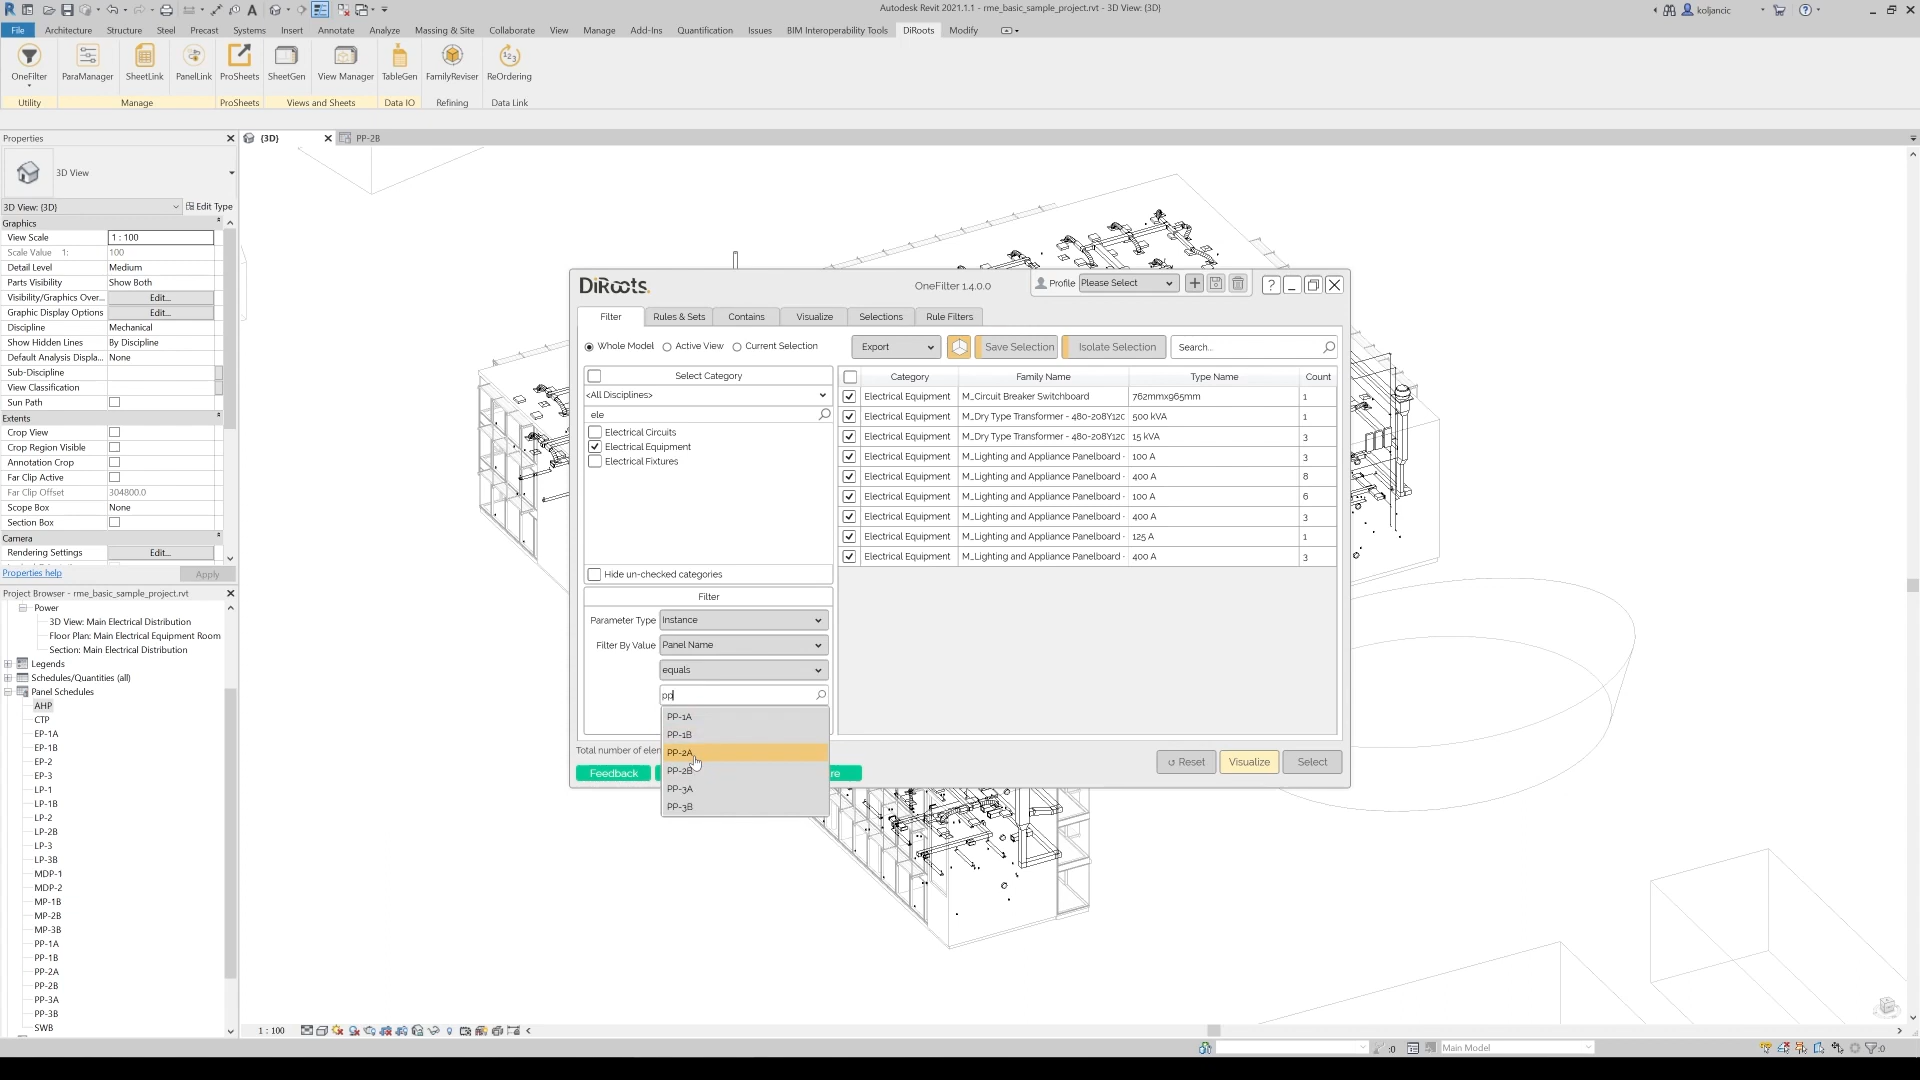 Autodesk Revit 2021.1.1 - rme_basic_sample_project.rvt - 3D View: {3D}
koljancic
File Architecture Structure Steel Precast Systems Insert Annotate Analyze Massing & Site Collaborate View Manage Add-Ins Quantification Issues BIM Interoperability Tools DiRoots Modify
OneFilter ParaManager SheetLink PanelLink ProSheets SheetGen View Manager TableGen FamilyReviser ReOrdering
Utility Manage ProSheets Views and Sheets Data IO Refining Data Link
Properties
{3D}
PP-2B
3D View
3D View: {3D}
Edit Type
Graphics
View Scale 1 : 100
Scale Value 1: 100
Detail Level Medium
Parts Visibility Show Both
Visibility/Graphics Over... Edit...
Graphic Display Options Edit...
Discipline Mechanical
Show Hidden Lines By Discipline
Default Analysis Displa... None
Sub-Discipline
View Classification
Sun Path
Extents
Crop View
Crop Region Visible
Annotation Crop
Far Clip Active
Far Clip Offset 304800.0
Scope Box None
Section Box
Camera
Rendering Settings Edit...
Properties help
Apply
Project Browser - rme_basic_sample_project.rvt
Power
3D View: Main Electrical Distribution
Floor Plan: Main Electrical Equipment Room
Section: Main Electrical Distribution
Legends
Schedules/Quantities (all)
Panel Schedules
AHP
CTP
EP-1A
EP-1B
EP-2
EP-3
LP-1
LP-1B
LP-2
LP-2B
LP-3
LP-3B
MDP-1
MDP-2
MP-1B
MP-2B
MP-3B
PP-1A
PP-1B
PP-2A
PP-2B
PP-3A
PP-3B
SWB
DiRoots.
OneFilter 1.4.0.0
Profile Please Select
Filter Rules & Sets Contains Visualize Selections Rule Filters
Whole Model Active View Current Selection
Export
Save Selection
Isolate Selection
Search...
Select Category
<All Disciplines>
ele
Electrical Circuits
Electrical Equipment
Electrical Fixtures
Hide un-checked categories
Category Family Name Type Name Count
Electrical Equipment M_Circuit Breaker Switchboard 762mmx965mm 1
Electrical Equipment M_Dry Type Transformer - 480-208Y12C 500 kVA 1
Electrical Equipment M_Dry Type Transformer - 480-208Y12C 15 kVA 3
Electrical Equipment M_Lighting and Appliance Panelboard - 100 A 3
Electrical Equipment M_Lighting and Appliance Panelboard - 400 A 8
Electrical Equipment M_Lighting and Appliance Panelboard - 100 A 6
Electrical Equipment M_Lighting and Appliance Panelboard - 400 A 3
Electrical Equipment M_Lighting and Appliance Panelboard - 125 A 1
Electrical Equipment M_Lighting and Appliance Panelboard - 400 A 3
Filter
Parameter Type Instance
Filter By Value Panel Name
equals
pp
PP-1A
PP-1B
PP-2A
PP-2B
PP-3A
PP-3B
Total number of elem
Feedback
re
Reset
Visualize
Select
1 : 100
:0
Main Model
:0